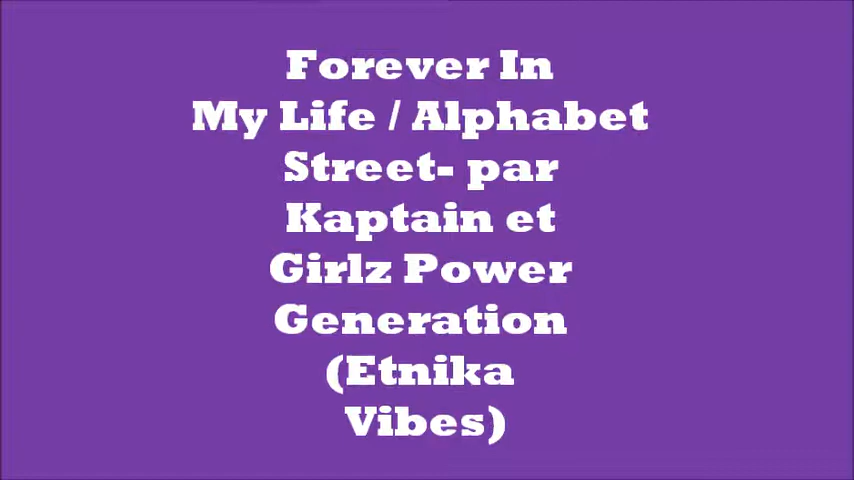 Forever In
My Life / Alphabet
Street- par
Kaptain et
Girlz Power
Generation
(Etnika
Vibes)